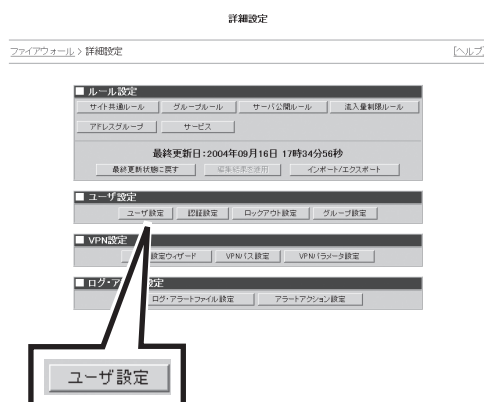 詳細設定
ファイアウォール > 詳細設定 [ヘルプ]
■ ルール設定
サイト共通ルール グループルール サーバ公開ルール 流入量制限ルール
アドレスグループ サービス
最終更新日:2004年09月16日 17時34分56秒
最終更新状態に戻す 編集結果を適用 インポート/エクスポート
■ ユーザ設定
ユーザ設定 認証設定 ロックアウト設定 グループ設定
■ VPN設定
設定ウィザード VPNパス設定 VPNパラメータ設定
■ ログ・ア 定
ログ・アラートファイル設定 アラートアクション設定
ユーザ設定